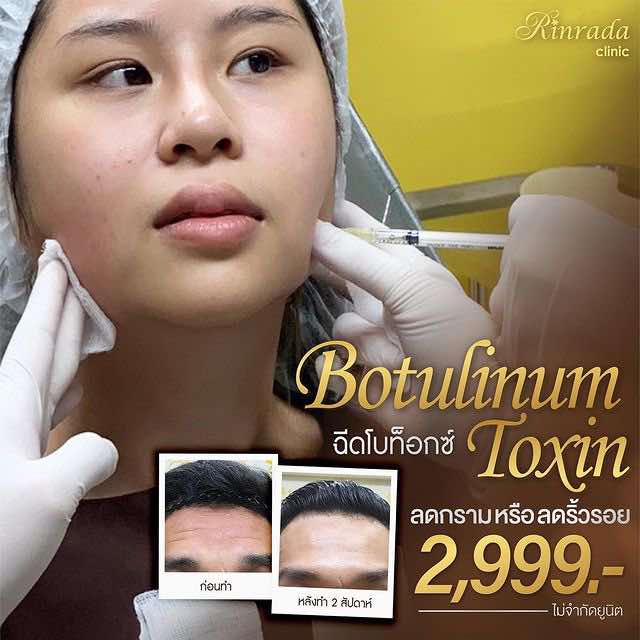 Rinrada
clinic
Botulinum
ฉีดโบท็อกซ์ Toxin
ลดกรามหรือลดริ้วรอย
2,999.-
ไม่จำกัดยูนิต
ก่อนทำ
หลังทำ 2 สัปดาห์